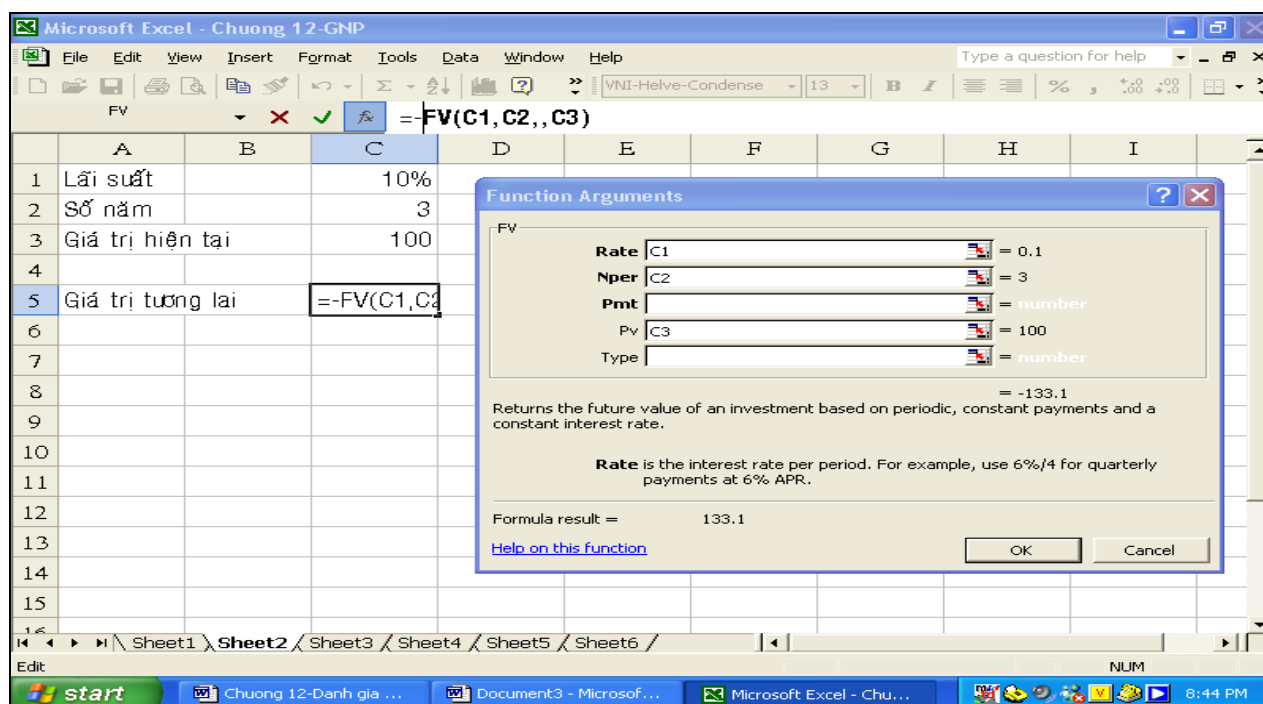 Microsoft Excel - Chuong 12-GNP
File Edit View Insert Format Tools Data Window Help Type a question for help
VNI-Helve-Condense 13 B I % ,
FV =-FV(C1,C2,,C3)
A B C D E F G H I
1 Lãi suất 10%
2 Số năm 3
3 Giá trị hiện tại 100
4
5 Giá trị tương lai =-FV(C1,C2
6
7
8
9
10
11
12
13
14
15
16
Function Arguments
FV
Rate C1 = 0.1
Nper C2 = 3
Pmt = number
Pv C3 = 100
Type = number
= -133.1
Returns the future value of an investment based on periodic, constant payments and a
constant interest rate.
Rate is the interest rate per period. For example, use 6%/4 for quarterly
payments at 6% APR.
Formula result = 133.1
Help on this function OK Cancel
Sheet1 Sheet2 Sheet3 Sheet4 Sheet5 Sheet6
Edit NUM
start Chuong 12-Danh gia ... Document3 - Microsof... Microsoft Excel - Chu... 8:44 PM